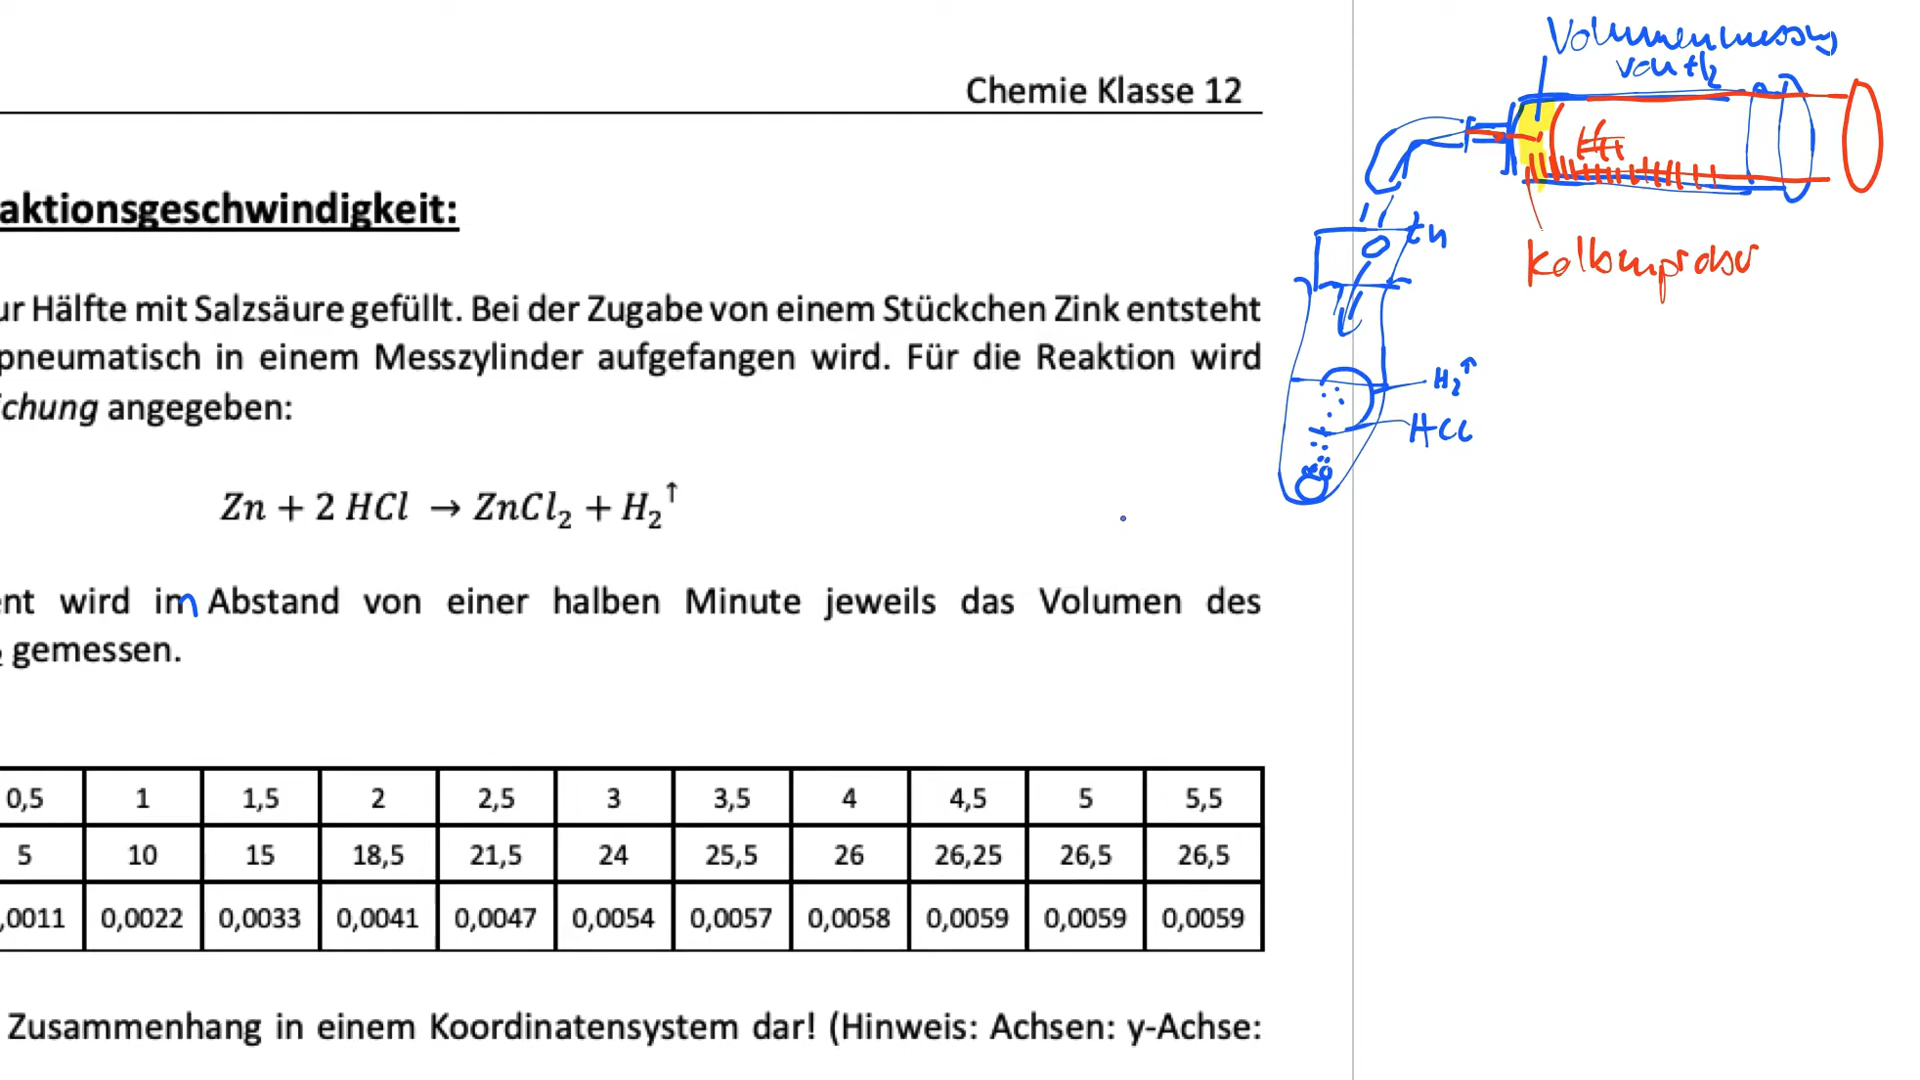 Chemie Klasse 12
aktionsgeschwindigkeit:
ur Hälfte mit Salzsäure gefüllt. Bei der Zugabe von einem Stückchen Zink entsteht
pneumatisch in einem Messzylinder aufgefangen wird. Für die Reaktion wird
ichung angegeben:
Zn + 2 HCl → ZnCl₂ + H₂↑
ent wird in Abstand von einer halben Minute jeweils das Volumen des
₂ gemessen.
0,5 1 1,5 2 2,5 3 3,5 4 4,5 5 5,5
5 10 15 18,5 21,5 24 25,5 26 26,25 26,5 26,5
,0011 0,0022 0,0033 0,0041 0,0047 0,0054 0,0057 0,0058 0,0059 0,0059 0,0059
Zusammenhang in einem Koordinatensystem dar! (Hinweis: Achsen: y-Achse:
Volumenmessung
von H₂
Kolbenprober
H₂↑
HCl